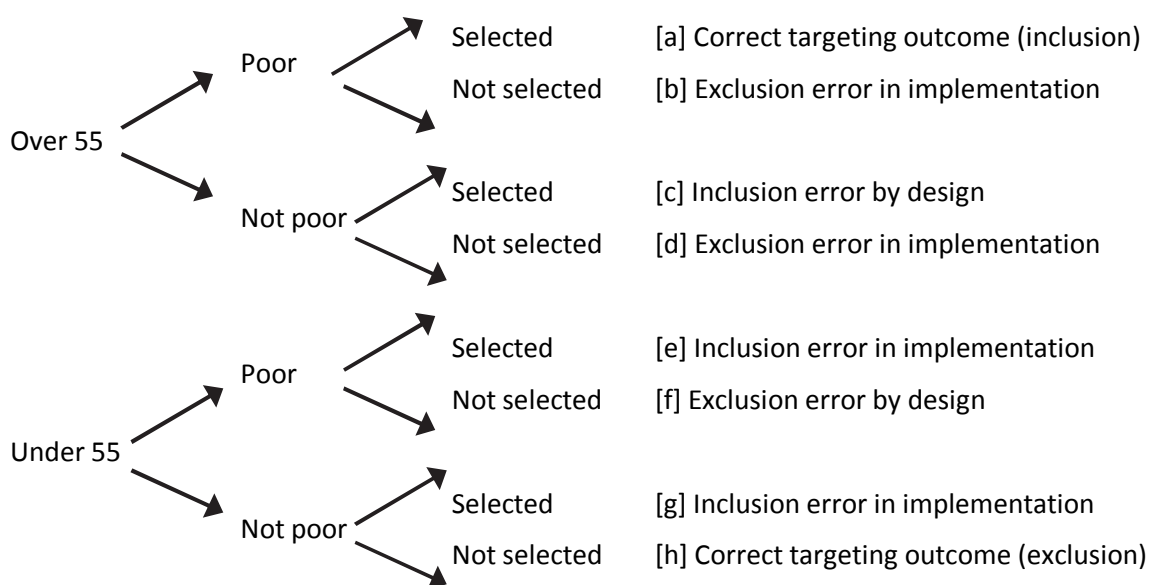 Selected [a] Correct targeting outcome (inclusion)
Poor
Not selected [b] Exclusion error in implementation
Over 55
Selected [c] Inclusion error by design
Not poor
Not selected [d] Exclusion error in implementation
Selected [e] Inclusion error in implementation
Poor
Not selected [f] Exclusion error by design
Under 55
Selected [g] Inclusion error in implementation
Not poor
Not selected [h] Correct targeting outcome (exclusion)